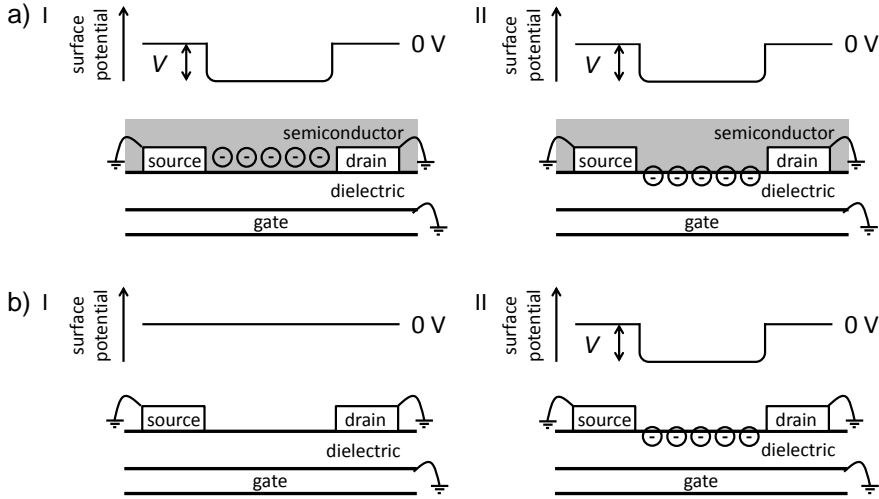 a) I
surface
potential
V
0 V
semiconductor
- - - - -
source
drain
dielectric
gate
II
surface
potential
V
0 V
semiconductor
source
drain
- - - - -
dielectric
gate
b) I
surface
potential
0 V
source
drain
dielectric
gate
II
surface
potential
V
0 V
source
drain
- - - - -
dielectric
gate